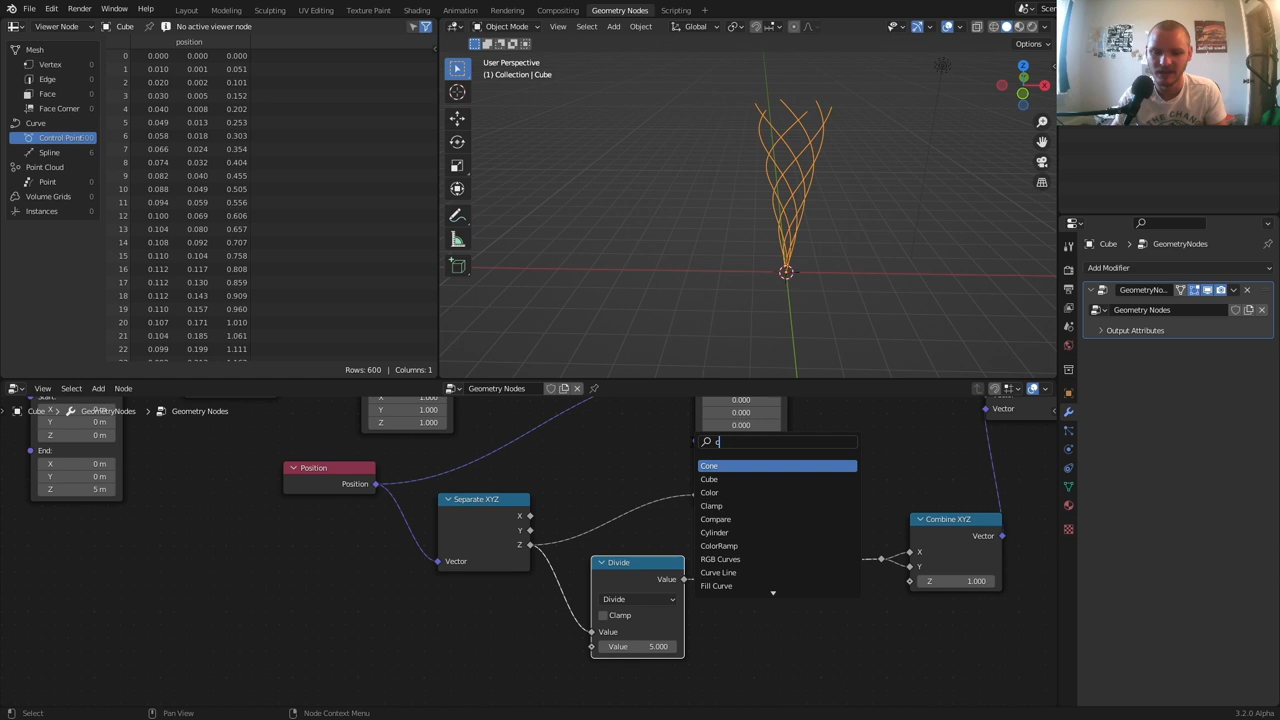 File Edit Render Window Help Layout Modeling Sculpting UV Editing Texture Paint Shading Animation Rendering Compositing Geometry Nodes Scripting
Viewer Node Cube No active viewer node
Object Mode View Select Add Object Global
Options
position
Mesh
Vertex 0
Edge 0
Face 0
Face Corner 0
Curve
Control Point 600
Spline 6
Point Cloud
Point 0
Volume Grids 0
Instances 0
0 0.000 0.000 0.000
1 0.010 0.001 0.051
2 0.020 0.002 0.101
3 0.030 0.005 0.152
4 0.040 0.008 0.202
5 0.049 0.013 0.253
6 0.058 0.018 0.303
7 0.066 0.024 0.354
8 0.074 0.032 0.404
9 0.082 0.040 0.455
10 0.088 0.049 0.505
11 0.094 0.059 0.556
12 0.100 0.069 0.606
13 0.104 0.080 0.657
14 0.108 0.092 0.707
15 0.110 0.104 0.758
16 0.112 0.117 0.808
17 0.112 0.130 0.859
18 0.112 0.143 0.909
19 0.110 0.157 0.960
20 0.107 0.171 1.010
21 0.104 0.185 1.061
22 0.099 0.199 1.111
Rows: 600 | Columns: 1
User Perspective
(1) Collection | Cube
Z
Y
X
Cube GeometryNodes
Add Modifier
GeometryNo...
Geometry Nodes
Output Attributes
View Select Add Node Geometry Nodes
Cube GeometryNodes Geometry Nodes
Start:
X 0 m
Y 0 m
Z 0 m
End:
X 0 m
Y 0 m
Z 5 m
X 1.000
Y 1.000
Z 1.000
0.000
0.000
0.000
Vector
Position
Position
Separate XYZ
X
Y
Z
Vector
Divide
Value
Divide
Clamp
Value
Value 5.000
c
Cone
Cube
Color
Clamp
Compare
Cylinder
ColorRamp
RGB Curves
Curve Line
Fill Curve
Combine XYZ
Vector
X
Y
Z 1.000
Select Pan View Node Context Menu 3.2.0 Alpha